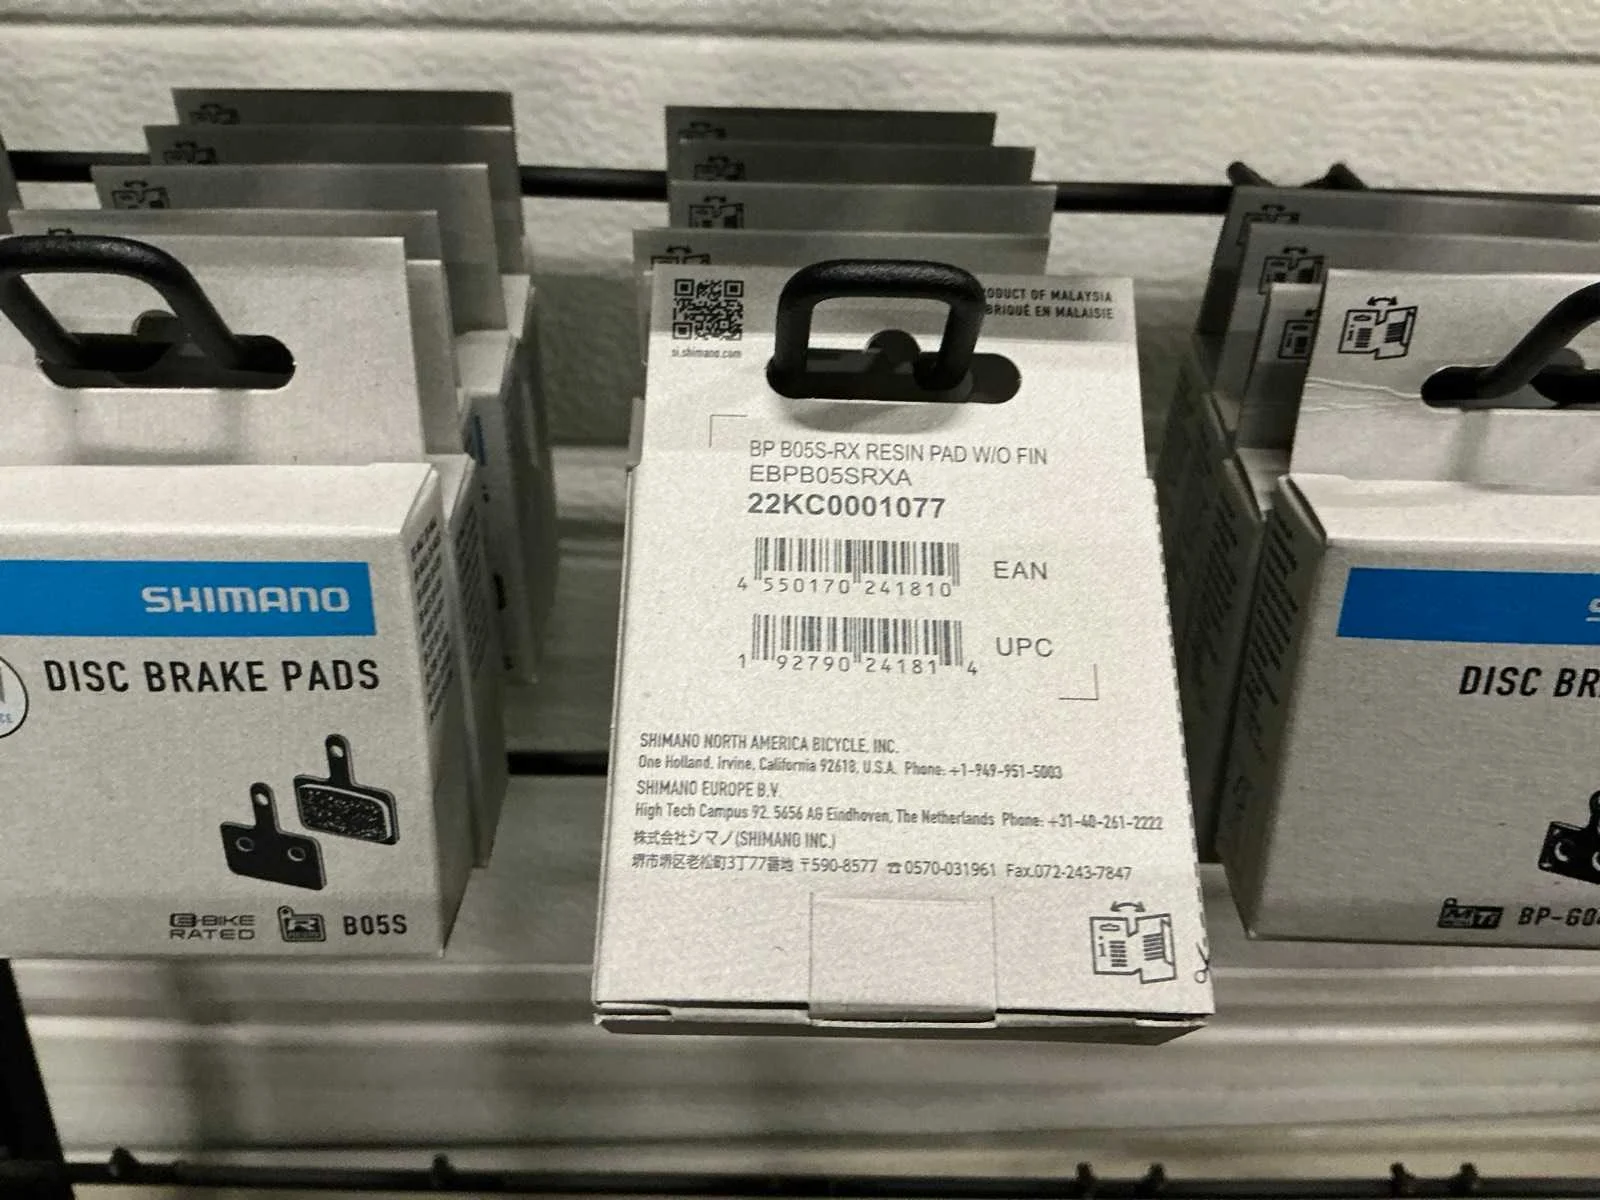 SHIMANO
DISC BRAKE PADS
E-BIKE
RATED
B05S
si.shimano.com
ODUCT OF MALAYSIA
BRIQUÉ EN MALAISIE
BP B05S-RX RESIN PAD W/O FIN
EBPB05SRXA
22KC0001077
4 550170 241810
EAN
1 92790 24181 4
UPC
SHIMANO NORTH AMERICA BICYCLE, INC.
One Holland, Irvine, California 92618, U.S.A. Phone: +1-949-951-5003
SHIMANO EUROPE B.V.
High Tech Campus 92, 5656 AG Eindhoven, The Netherlands Phone: +31-40-261-2222
株式会社シマノ(SHIMANO INC.)
堺市堺区老松町3丁77番地 〒590-8577 ☎0570-031961 Fax.072-243-7847
DISC BR
BP-G0